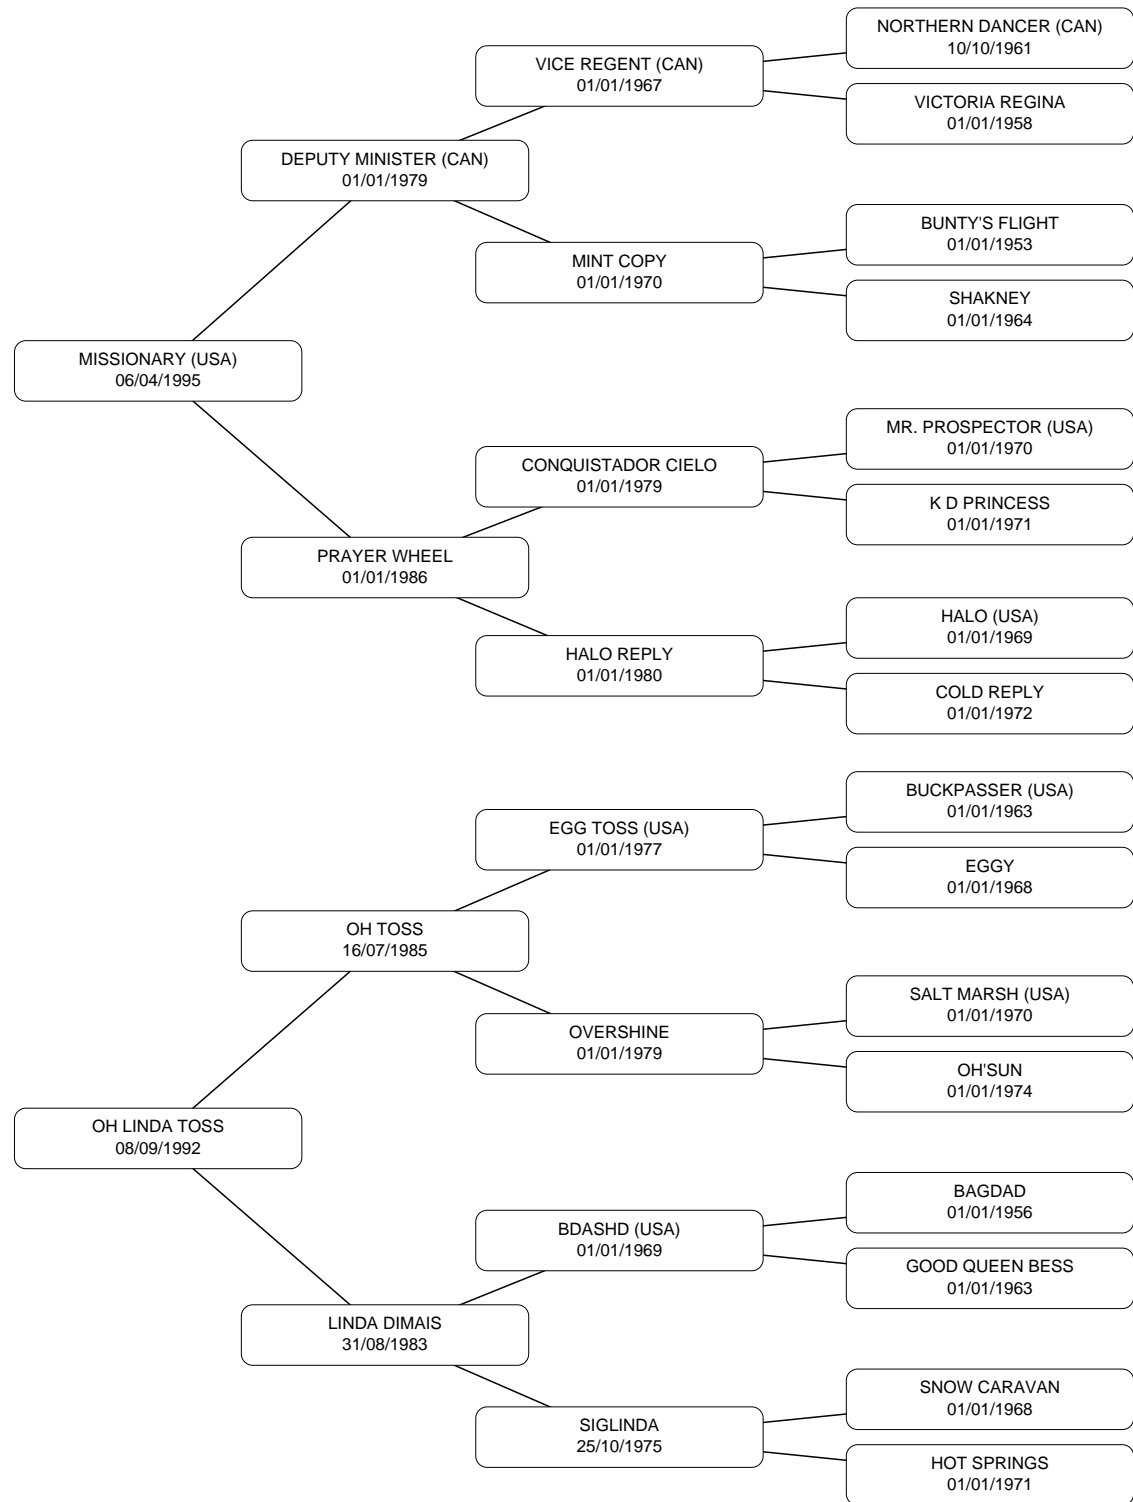 NORTHERN DANCER (CAN)
10/10/1961
VICE REGENT (CAN)
01/01/1967
VICTORIA REGINA
01/01/1958
DEPUTY MINISTER (CAN)
01/01/1979
BUNTY'S FLIGHT
01/01/1953
MINT COPY
01/01/1970
SHAKNEY
01/01/1964
MISSIONARY (USA)
06/04/1995
MR. PROSPECTOR (USA)
01/01/1970
CONQUISTADOR CIELO
01/01/1979
K D PRINCESS
01/01/1971
PRAYER WHEEL
01/01/1986
HALO (USA)
01/01/1969
HALO REPLY
01/01/1980
COLD REPLY
01/01/1972
BUCKPASSER (USA)
01/01/1963
EGG TOSS (USA)
01/01/1977
EGGY
01/01/1968
OH TOSS
16/07/1985
SALT MARSH (USA)
01/01/1970
OVERSHINE
01/01/1979
OH'SUN
01/01/1974
OH LINDA TOSS
08/09/1992
BAGDAD
01/01/1956
BDASHD (USA)
01/01/1969
GOOD QUEEN BESS
01/01/1963
LINDA DIMAIS
31/08/1983
SNOW CARAVAN
01/01/1968
SIGLINDA
25/10/1975
HOT SPRINGS
01/01/1971